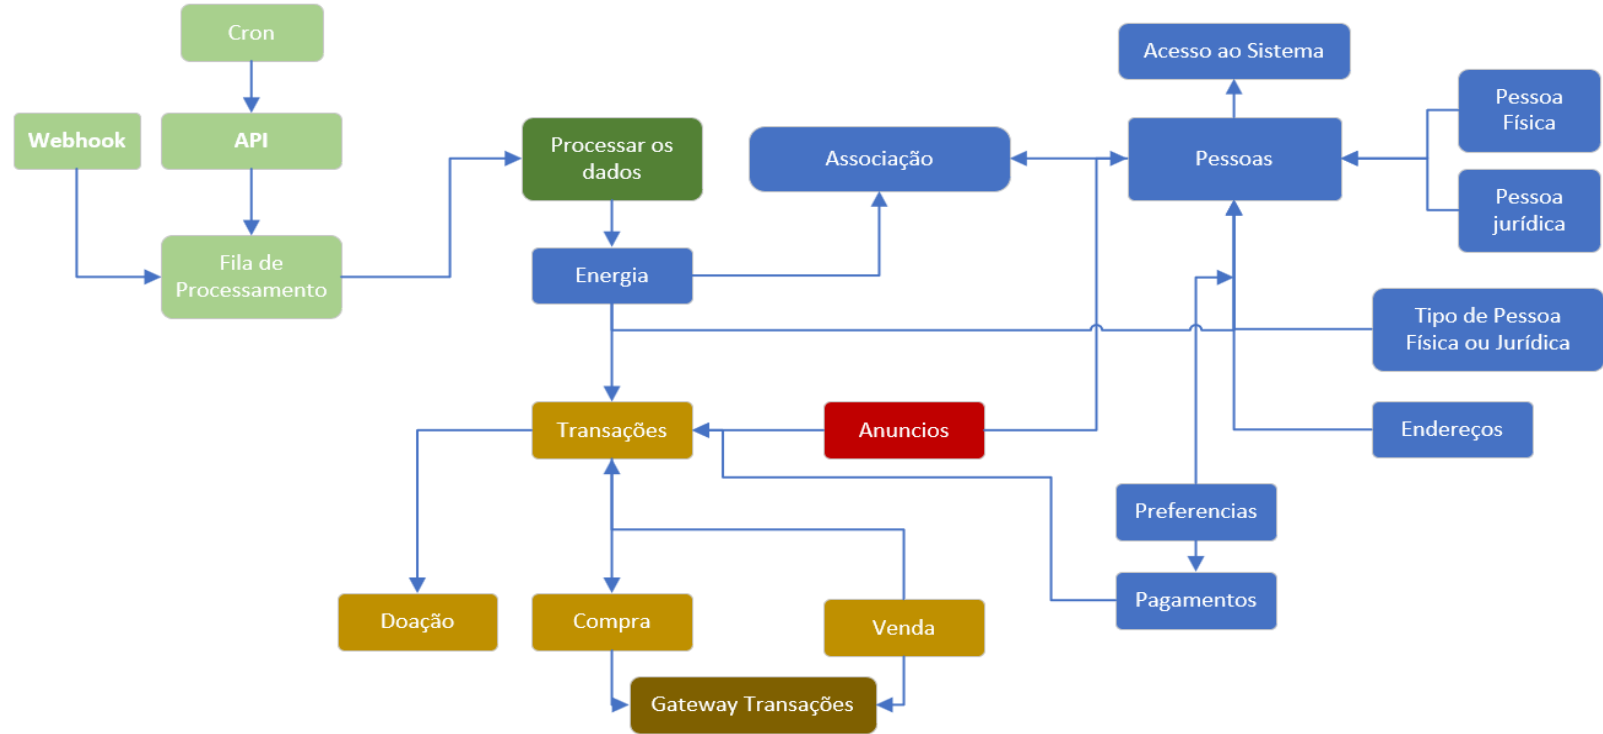 Cron
Acesso ao Sistema
Pessoa
Física
Webhook
API
Processar os
dados
Associação
Pessoas
Pessoa
jurídica
Fila de
Processamento
Energia
Tipo de Pessoa
Física ou Jurídica
Transações
Anuncios
Endereços
Preferencias
Pagamentos
Doação
Compra
Venda
Gateway Transações